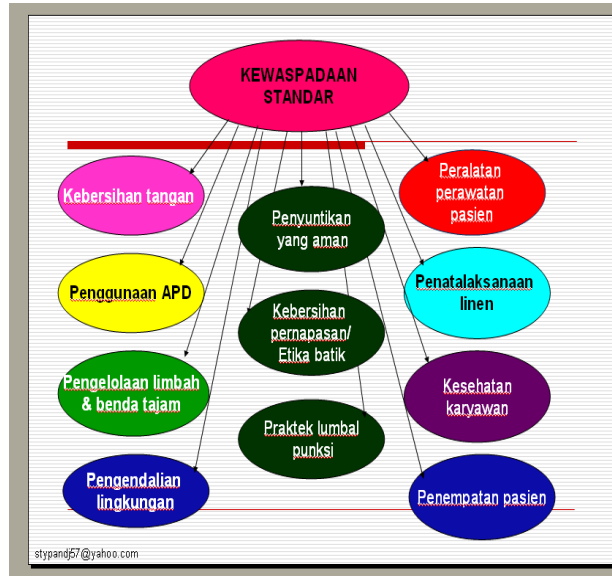 KEWASPADAAN
STANDAR
Kebersihan tangan
Penggunaan APD
Pengelolaan limbah
& benda tajam
Pengendalian
lingkungan
Penyuntikan
yang aman
Kebersihan
pernapasan/
Etika batik
Praktek lumbal
punksi
Peralatan
perawatan
pasien
Penatalaksanaan
linen
Kesehatan
karyawan
Penempatan pasien
stypandj57@yahoo.com